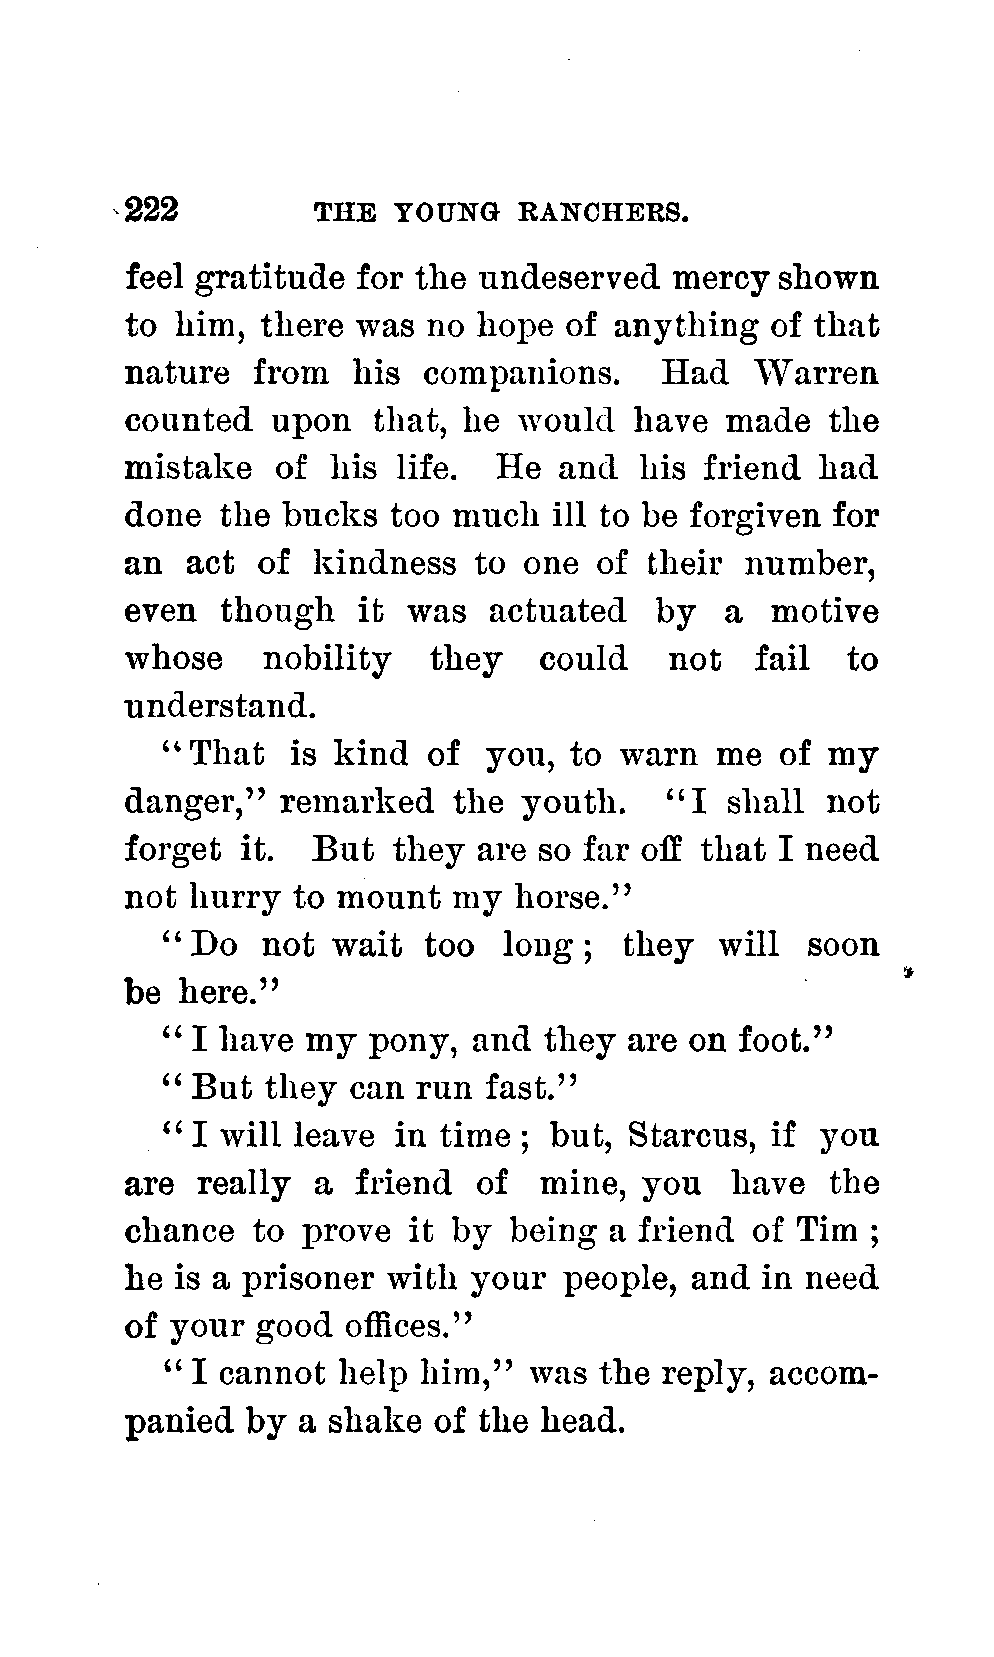 222 THE YOUNG RANCHERS.
feel gratitude for the undeserved mercy shown
to him, there was no hope of anything of that
nature from his companions. Had Warren
counted upon that, he would have made the
mistake of his life. He and his friend had
done the bucks too much ill to be forgiven for
an act of kindness to one of their number,
even though it was actuated by a motive
whose nobility they could not fail to
understand.
"That is kind of you, to warn me of my
danger," remarked the youth. "I shall not
forget it. But they are so far off that I need
not hurry to mount my horse."
"Do not wait too long; they will soon
be here."
"I have my pony, and they are on foot."
"But they can run fast."
"I will leave in time; but, Starcus, if you
are really a friend of mine, you have the
chance to prove it by being a friend of Tim;
he is a prisoner with your people, and in need
of your good offices."
"I cannot help him," was the reply, accom-
panied by a shake of the head.